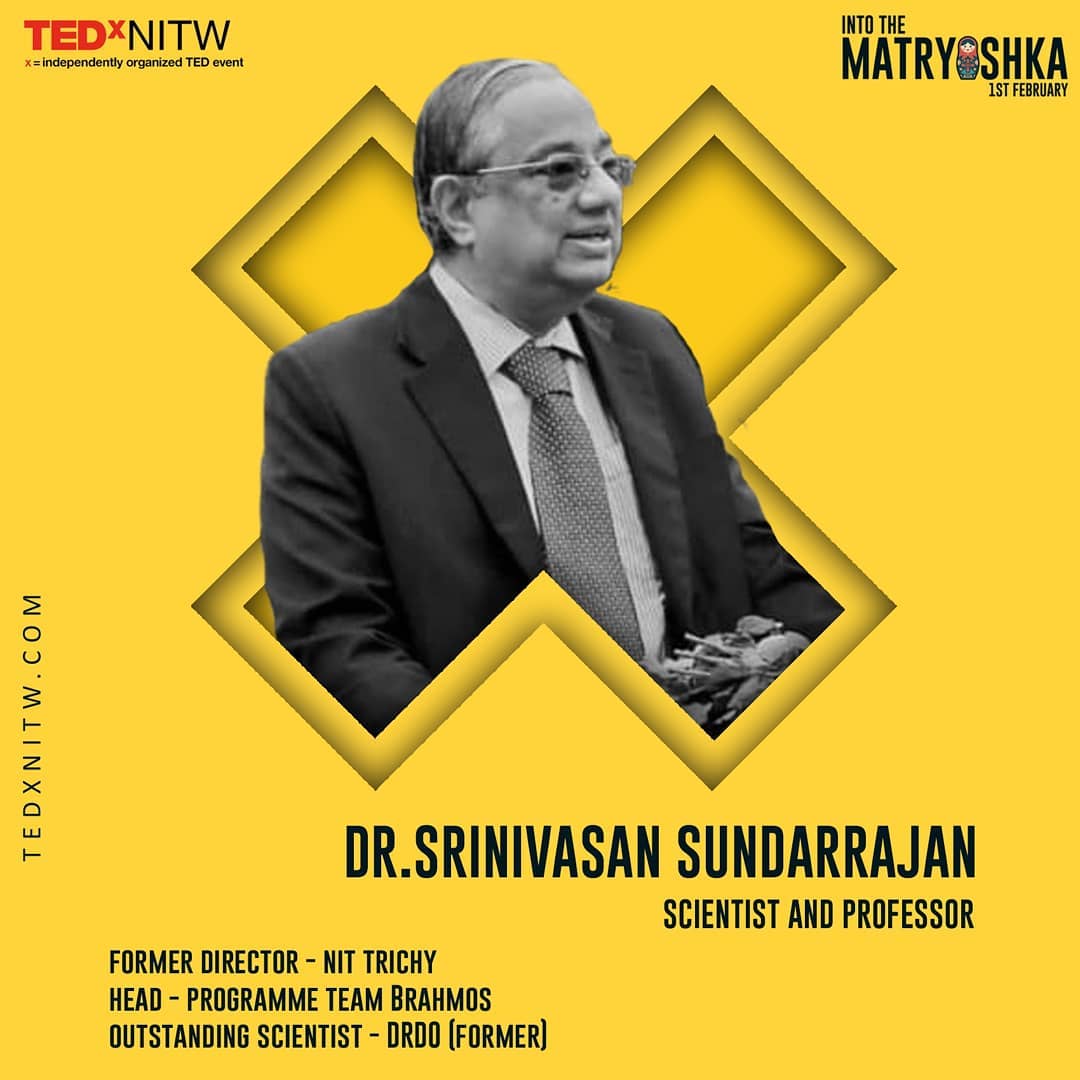 TEDxNITW
x = independently organized TED event
INTO THE
MATRYOSHKA
1ST FEBRUARY
TEDXNITW.COM
DR.SRINIVASAN SUNDARRAJAN
SCIENTIST AND PROFESSOR
FORMER DIRECTOR - NIT TRICHY
HEAD - PROGRAMME TEAM BRAHMOS
OUTSTANDING SCIENTIST - DRDO (FORMER)